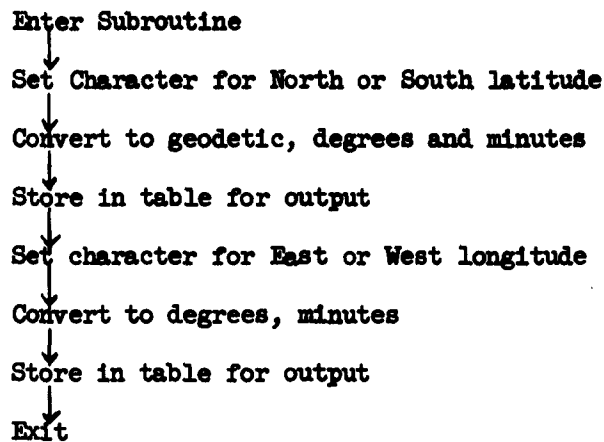 Enter Subroutine
Set Character for North or South latitude
Convert to geodetic, degrees and minutes
Store in table for output
Set character for East or West longitude
Convert to degrees, minutes
Store in table for output
Exit